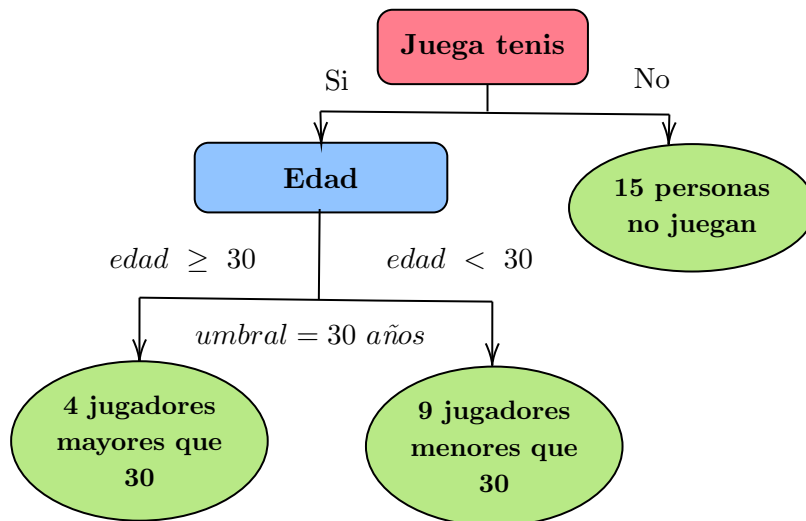 Juega tenis
Si
No
Edad
15 personas
no juegan
edad ≥ 30
edad < 30
umbral = 30 años
4 jugadores
mayores que
30
9 jugadores
menores que
30